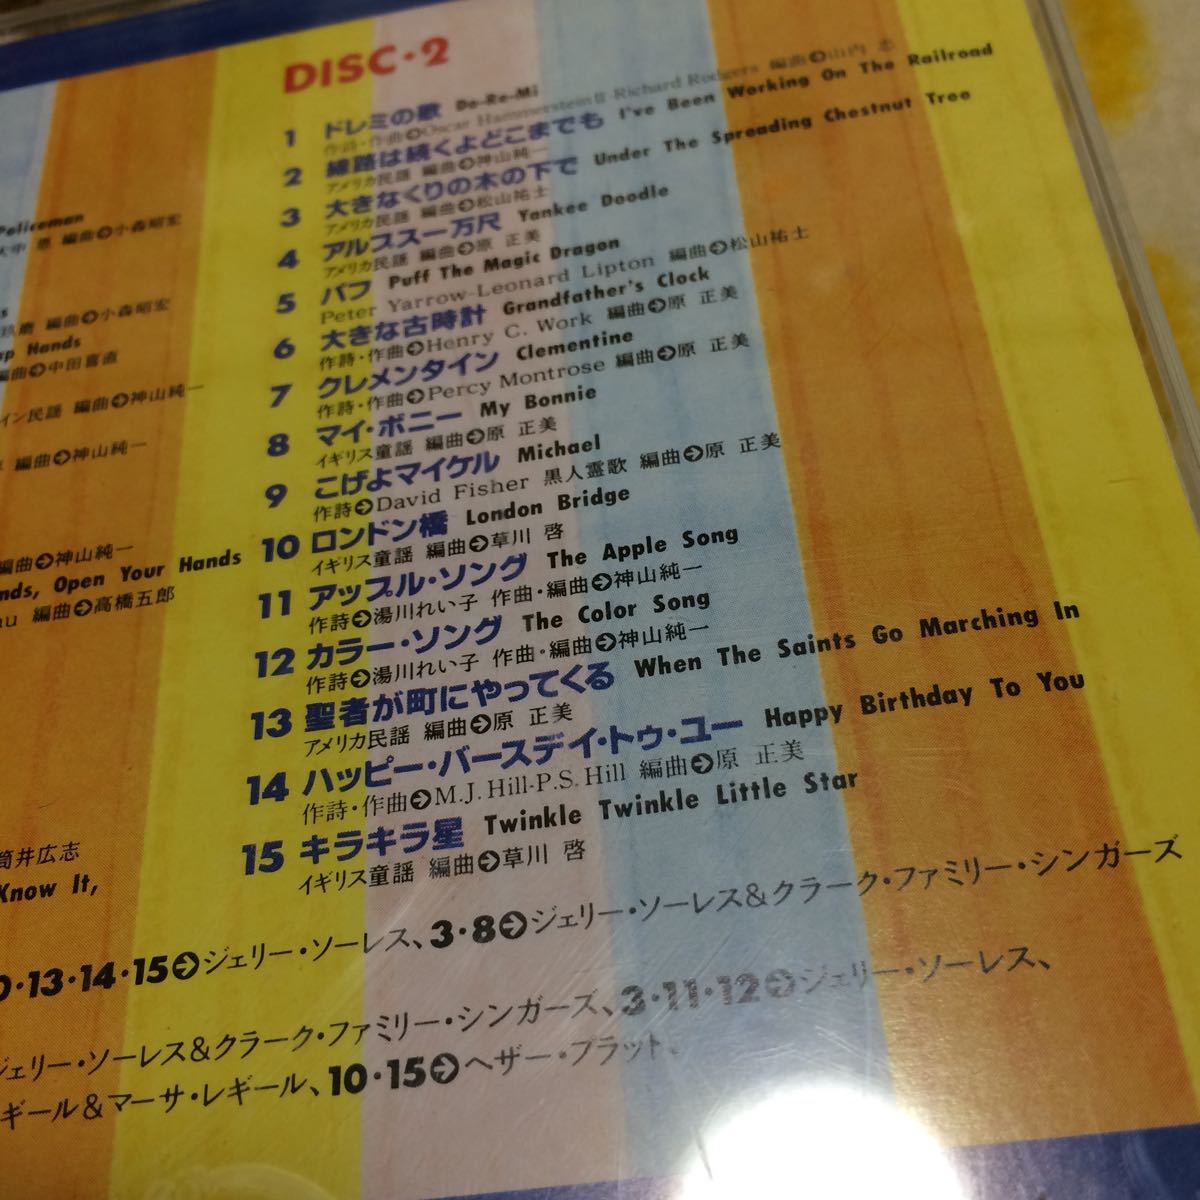 DISC・2
1 ドレミの歌 Do-Re-Mi
作詩・作曲➔Oscar HammersteinⅡ Richard Rodgers 編曲➔山内 忠
2 線路は続くよどこまでも I've Been Working On The Railroad
アメリカ民謡 編曲➔神山純一
3 大きなくりの木の下で Under The Spreading Chestnut Tree
アメリカ民謡 編曲➔松山祐士
4 アルプス一万尺 Yankee Doodle
アメリカ民謡 編曲➔原 正美
5 パフ Puff The Magic Dragon
Peter Yarrow-Leonard Lipton 編曲➔松山祐士
6 大きな古時計 Grandfather's Clock
作詩・作曲➔Henry C. Work 編曲➔原 正美
7 クレメンタイン Clementine
作詩・作曲➔Percy Montrose 編曲➔原 正美
8 マイ・ボニー My Bonnie
イギリス童謡 編曲➔原 正美
9 こげよマイケル Michael
作詩➔David Fisher 黒人霊歌 編曲➔原 正美
10 ロンドン橋 London Bridge
イギリス童謡 編曲➔草川 啓
11 アップル・ソング The Apple Song
作詩➔湯川れい子 作曲・編曲➔神山純一
12 カラー・ソング The Color Song
作詩➔湯川れい子 作曲・編曲➔神山純一
13 聖者が町にやってくる When The Saints Go Marching In
アメリカ民謡 編曲➔原 正美
14 ハッピー・バースデイ・トゥ・ユー Happy Birthday To You
作詩・作曲➔M.J. Hill-P.S. Hill 編曲➔原 正美
15 キラキラ星 Twinkle Twinkle Little Star
イギリス童謡 編曲➔草川 啓
Policeman
恵 編曲➔小森昭宏
編曲➔小森昭宏
Hands
編曲➔中田喜直
イン民謡 編曲➔神山純一
編曲➔神山純一
編曲➔神山純一
nds, Open Your Hands
au 編曲➔高橋五郎
筒井広志
Know It,
0・13・14・15➔ジェリー・ソーレス、3・8➔ジェリー・ソーレス&クラーク・ファミリー・シンガーズ
ジェリー・ソーレス&クラーク・ファミリー・シンガーズ、3・11・12➔ジェリー・ソーレス、
ギール&マーサ・レギール、10・15➔ヘザー・プラット、